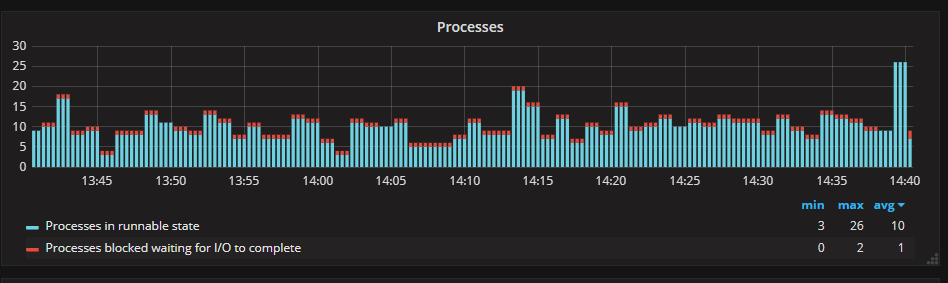 Processes
30
25
20
15
10
5
0
13:45 13:50 13:55 14:00 14:05 14:10 14:15 14:20 14:25 14:30 14:35 14:40
min max avg
Processes in runnable state 3 26 10
Processes blocked waiting for I/O to complete 0 2 1